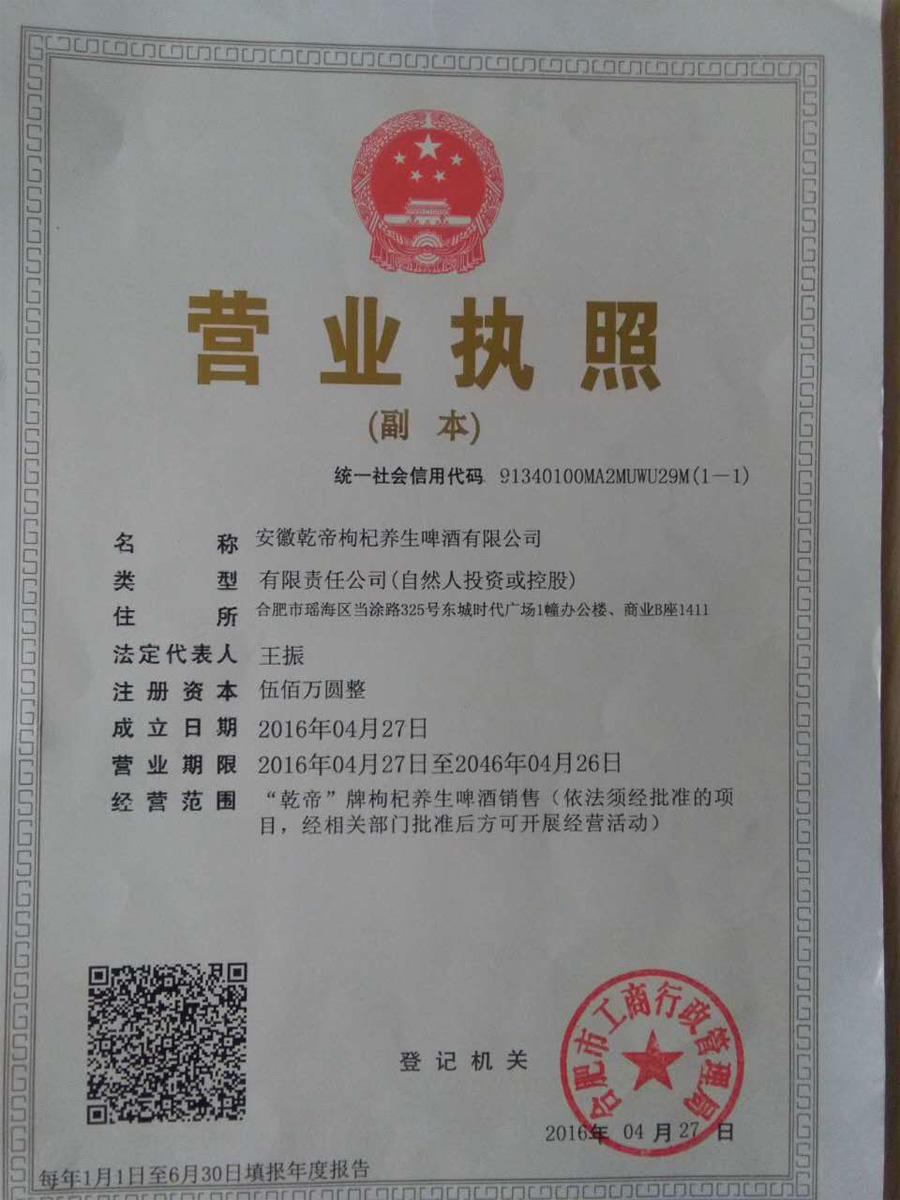 营业执照
(副 本)
统一社会信用代码 91340100MA2MUWU29M(1-1)
名 称 安徽乾帝枸杞养生啤酒有限公司
类 型 有限责任公司(自然人投资或控股)
住 所 合肥市瑶海区当涂路325号东城时代广场1幢办公楼、商业B座1411
法定代表人 王振
注册资本 伍佰万圆整
成立日期 2016年04月27日
营业期限 2016年04月27日至2046年04月26日
经营范围 “乾帝”牌枸杞养生啤酒销售（依法须经批准的项
目，经相关部门批准后方可开展经营活动）
合肥市工商行政管理局
登记机关
2016年 04 月 27 日
每年1月1日至6月30日填报年度报告